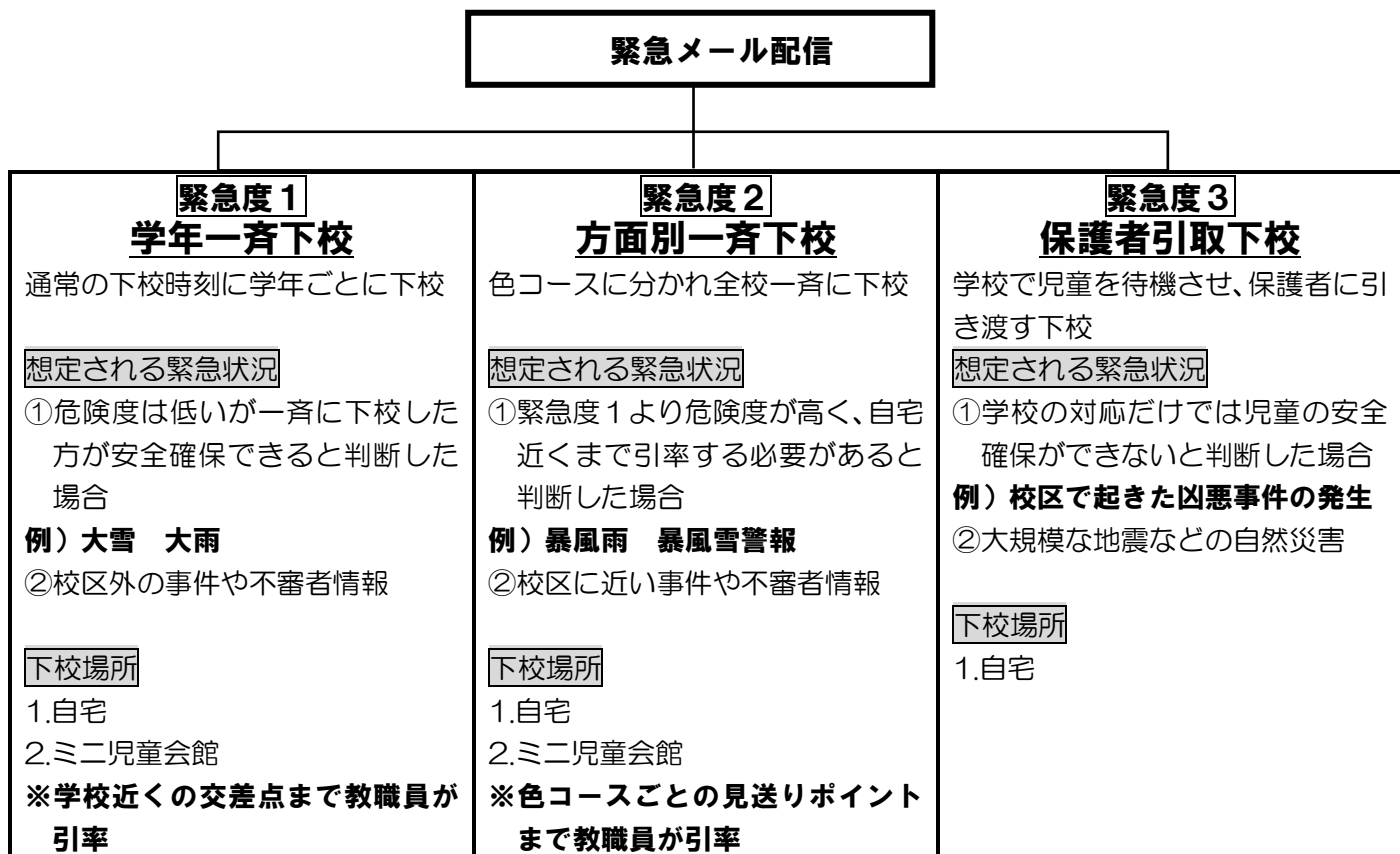 緊急メール配信
緊急度1
学年一斉下校
通常の下校時刻に学年ごとに下校
想定される緊急状況
①危険度は低いが一斉に下校した
方が安全確保できると判断した
場合
例）大雪　大雨
②校区外の事件や不審者情報
下校場所
1.自宅
2.ミニ児童会館
※学校近くの交差点まで教職員が
引率
緊急度2
方面別一斉下校
色コースに分かれ全校一斉に下校
想定される緊急状況
①緊急度1より危険度が高く、自宅
近くまで引率する必要があると
判断した場合
例）暴風雨　暴風雪警報
②校区に近い事件や不審者情報
下校場所
1.自宅
2.ミニ児童会館
※色コースごとの見送りポイント
まで教職員が引率
緊急度3
保護者引取下校
学校で児童を待機させ、保護者に引
き渡す下校
想定される緊急状況
①学校の対応だけでは児童の安全
確保ができないと判断した場合
例）校区で起きた凶悪事件の発生
②大規模な地震などの自然災害
下校場所
1.自宅